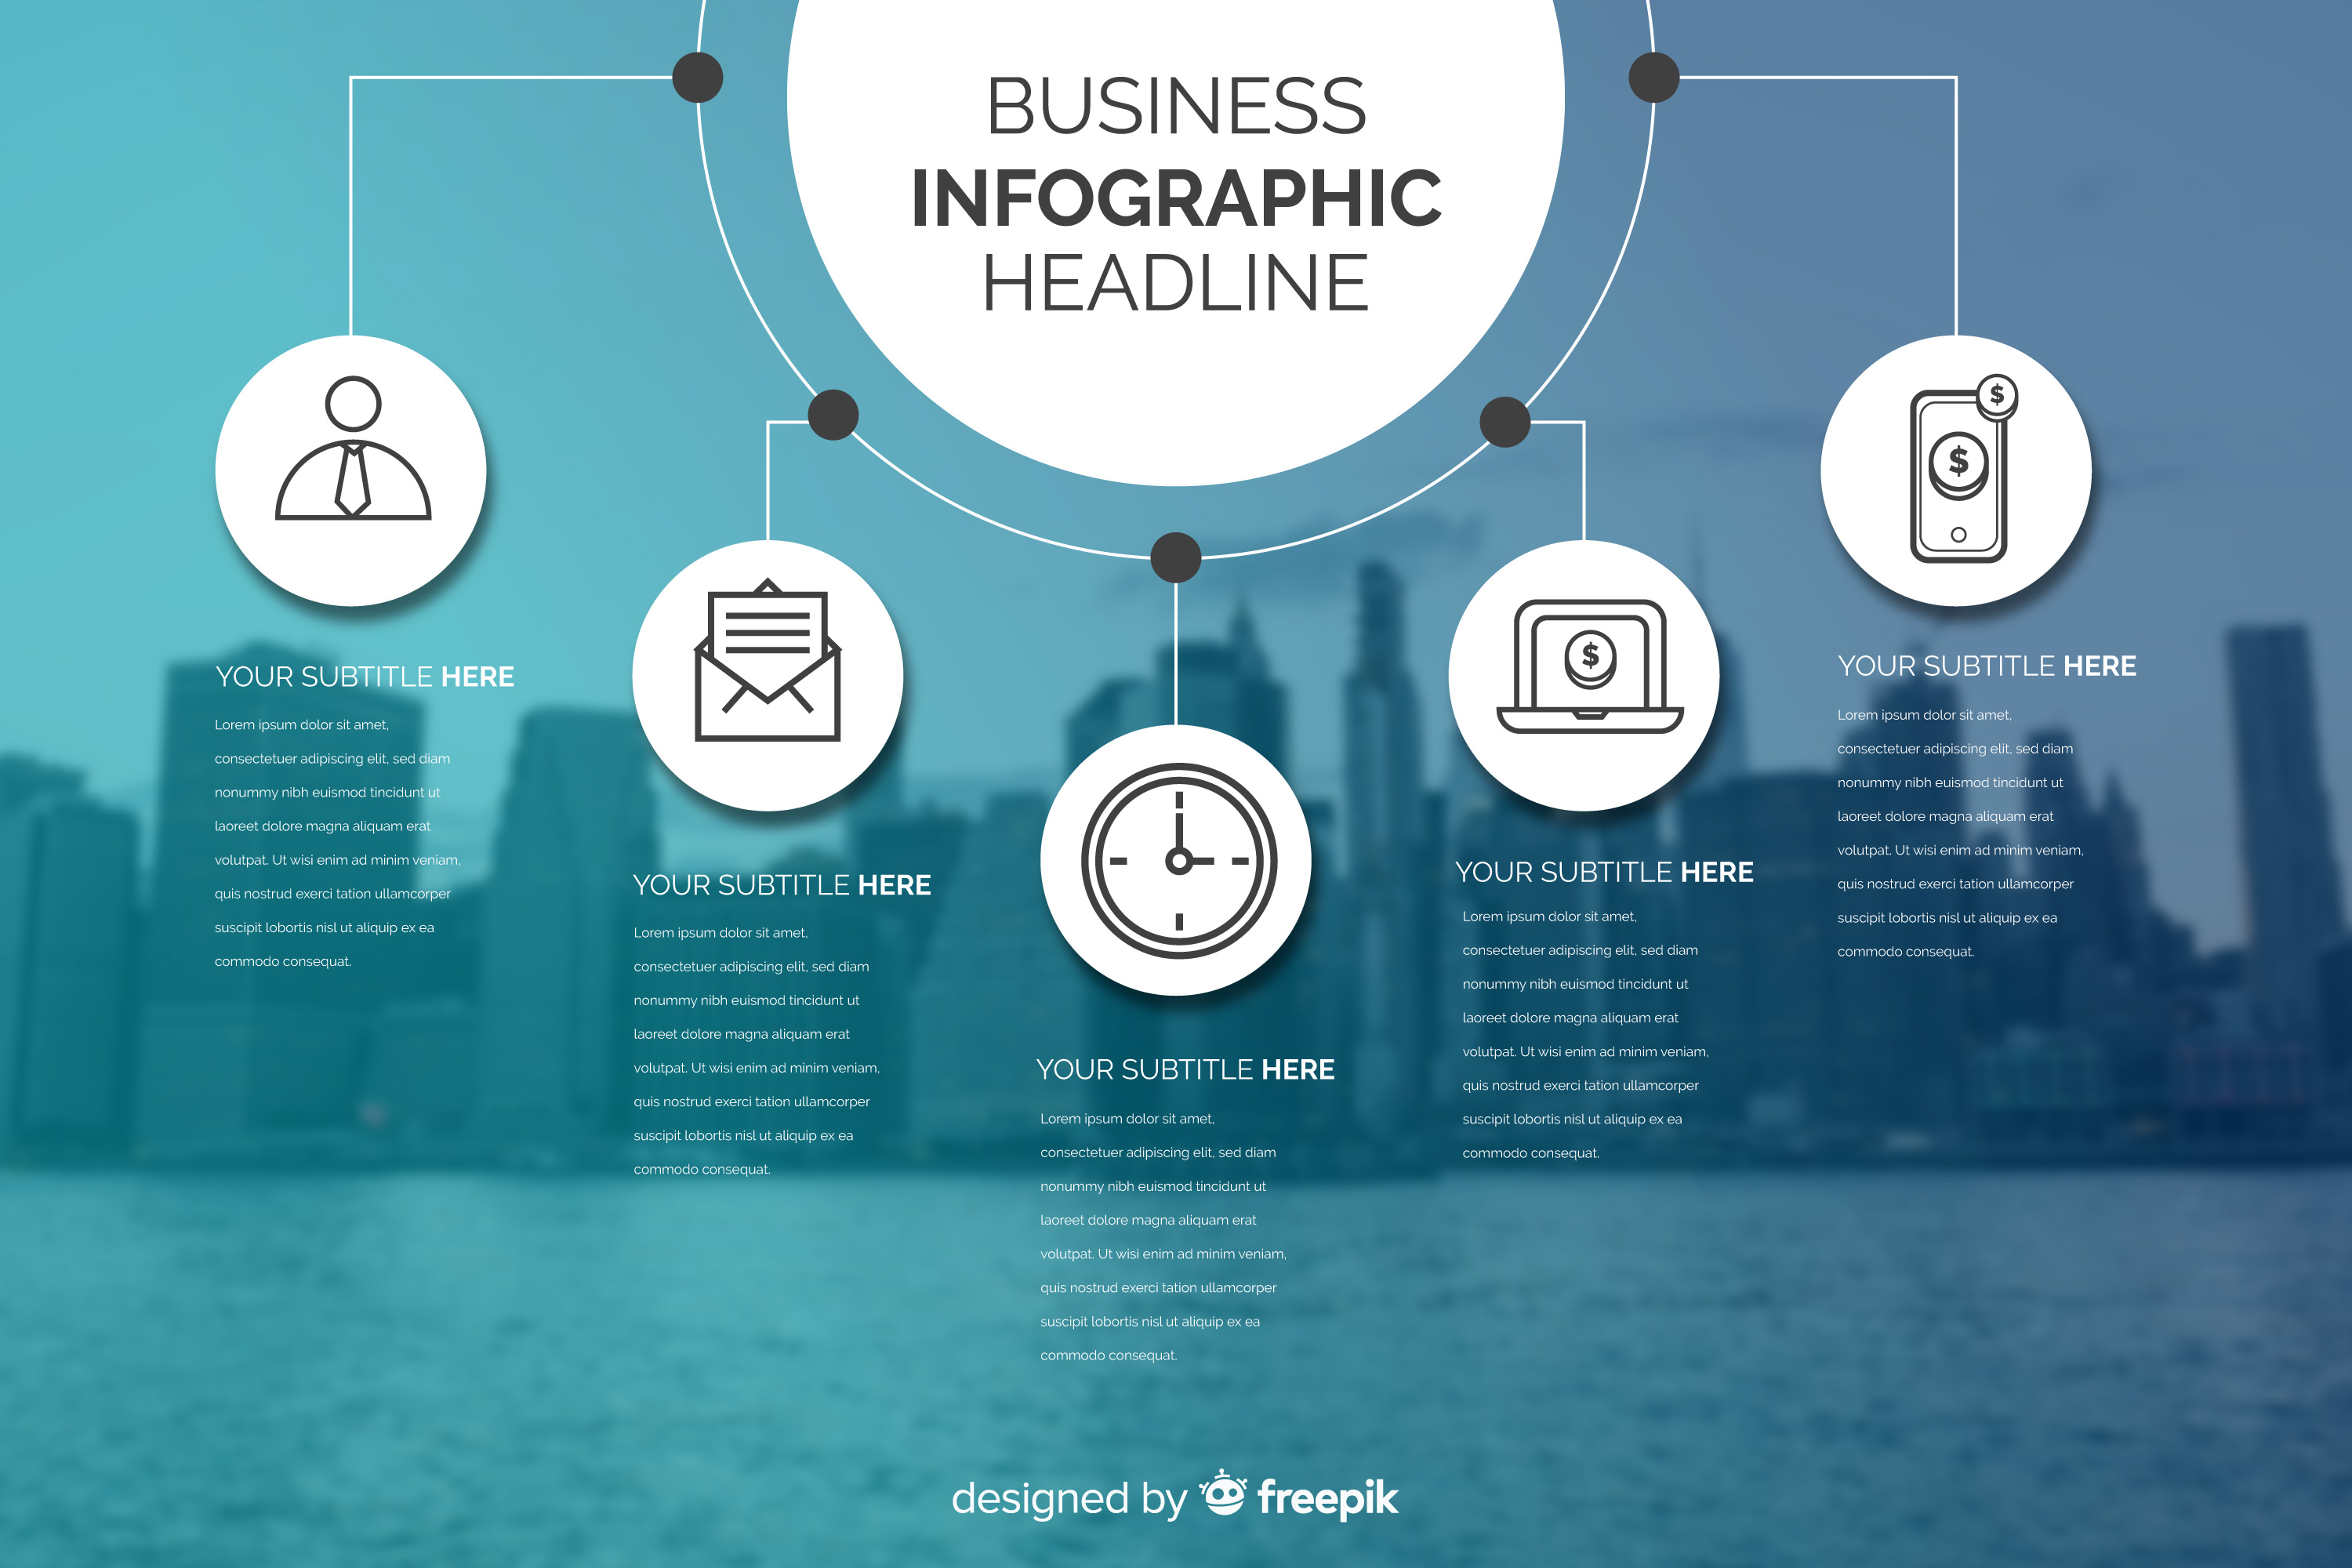 BUSINESS
INFOGRAPHIC
HEADLINE
$
$
$
YOUR SUBTITLE HERE
Lorem ipsum dolor sit amet,
consectetuer adipiscing elit, sed diam
nonummy nibh euismod tincidunt ut
laoreet dolore magna aliquam erat
volutpat. Ut wisi enim ad minim veniam,
quis nostrud exerci tation ullamcorper
suscipit lobortis nisl ut aliquip ex ea
commodo consequat.
YOUR SUBTITLE HERE
Lorem ipsum dolor sit amet,
consectetuer adipiscing elit, sed diam
nonummy nibh euismod tincidunt ut
laoreet dolore magna aliquam erat
volutpat. Ut wisi enim ad minim veniam,
quis nostrud exerci tation ullamcorper
suscipit lobortis nisl ut aliquip ex ea
commodo consequat.
YOUR SUBTITLE HERE
Lorem ipsum dolor sit amet,
consectetuer adipiscing elit, sed diam
nonummy nibh euismod tincidunt ut
laoreet dolore magna aliquam erat
volutpat. Ut wisi enim ad minim veniam,
quis nostrud exerci tation ullamcorper
suscipit lobortis nisl ut aliquip ex ea
commodo consequat.
YOUR SUBTITLE HERE
Lorem ipsum dolor sit amet,
consectetuer adipiscing elit, sed diam
nonummy nibh euismod tincidunt ut
laoreet dolore magna aliquam erat
volutpat. Ut wisi enim ad minim veniam,
quis nostrud exerci tation ullamcorper
suscipit lobortis nisl ut aliquip ex ea
commodo consequat.
YOUR SUBTITLE HERE
Lorem ipsum dolor sit amet,
consectetuer adipiscing elit, sed diam
nonummy nibh euismod tincidunt ut
laoreet dolore magna aliquam erat
volutpat. Ut wisi enim ad minim veniam,
quis nostrud exerci tation ullamcorper
suscipit lobortis nisl ut aliquip ex ea
commodo consequat.
designed by freepik